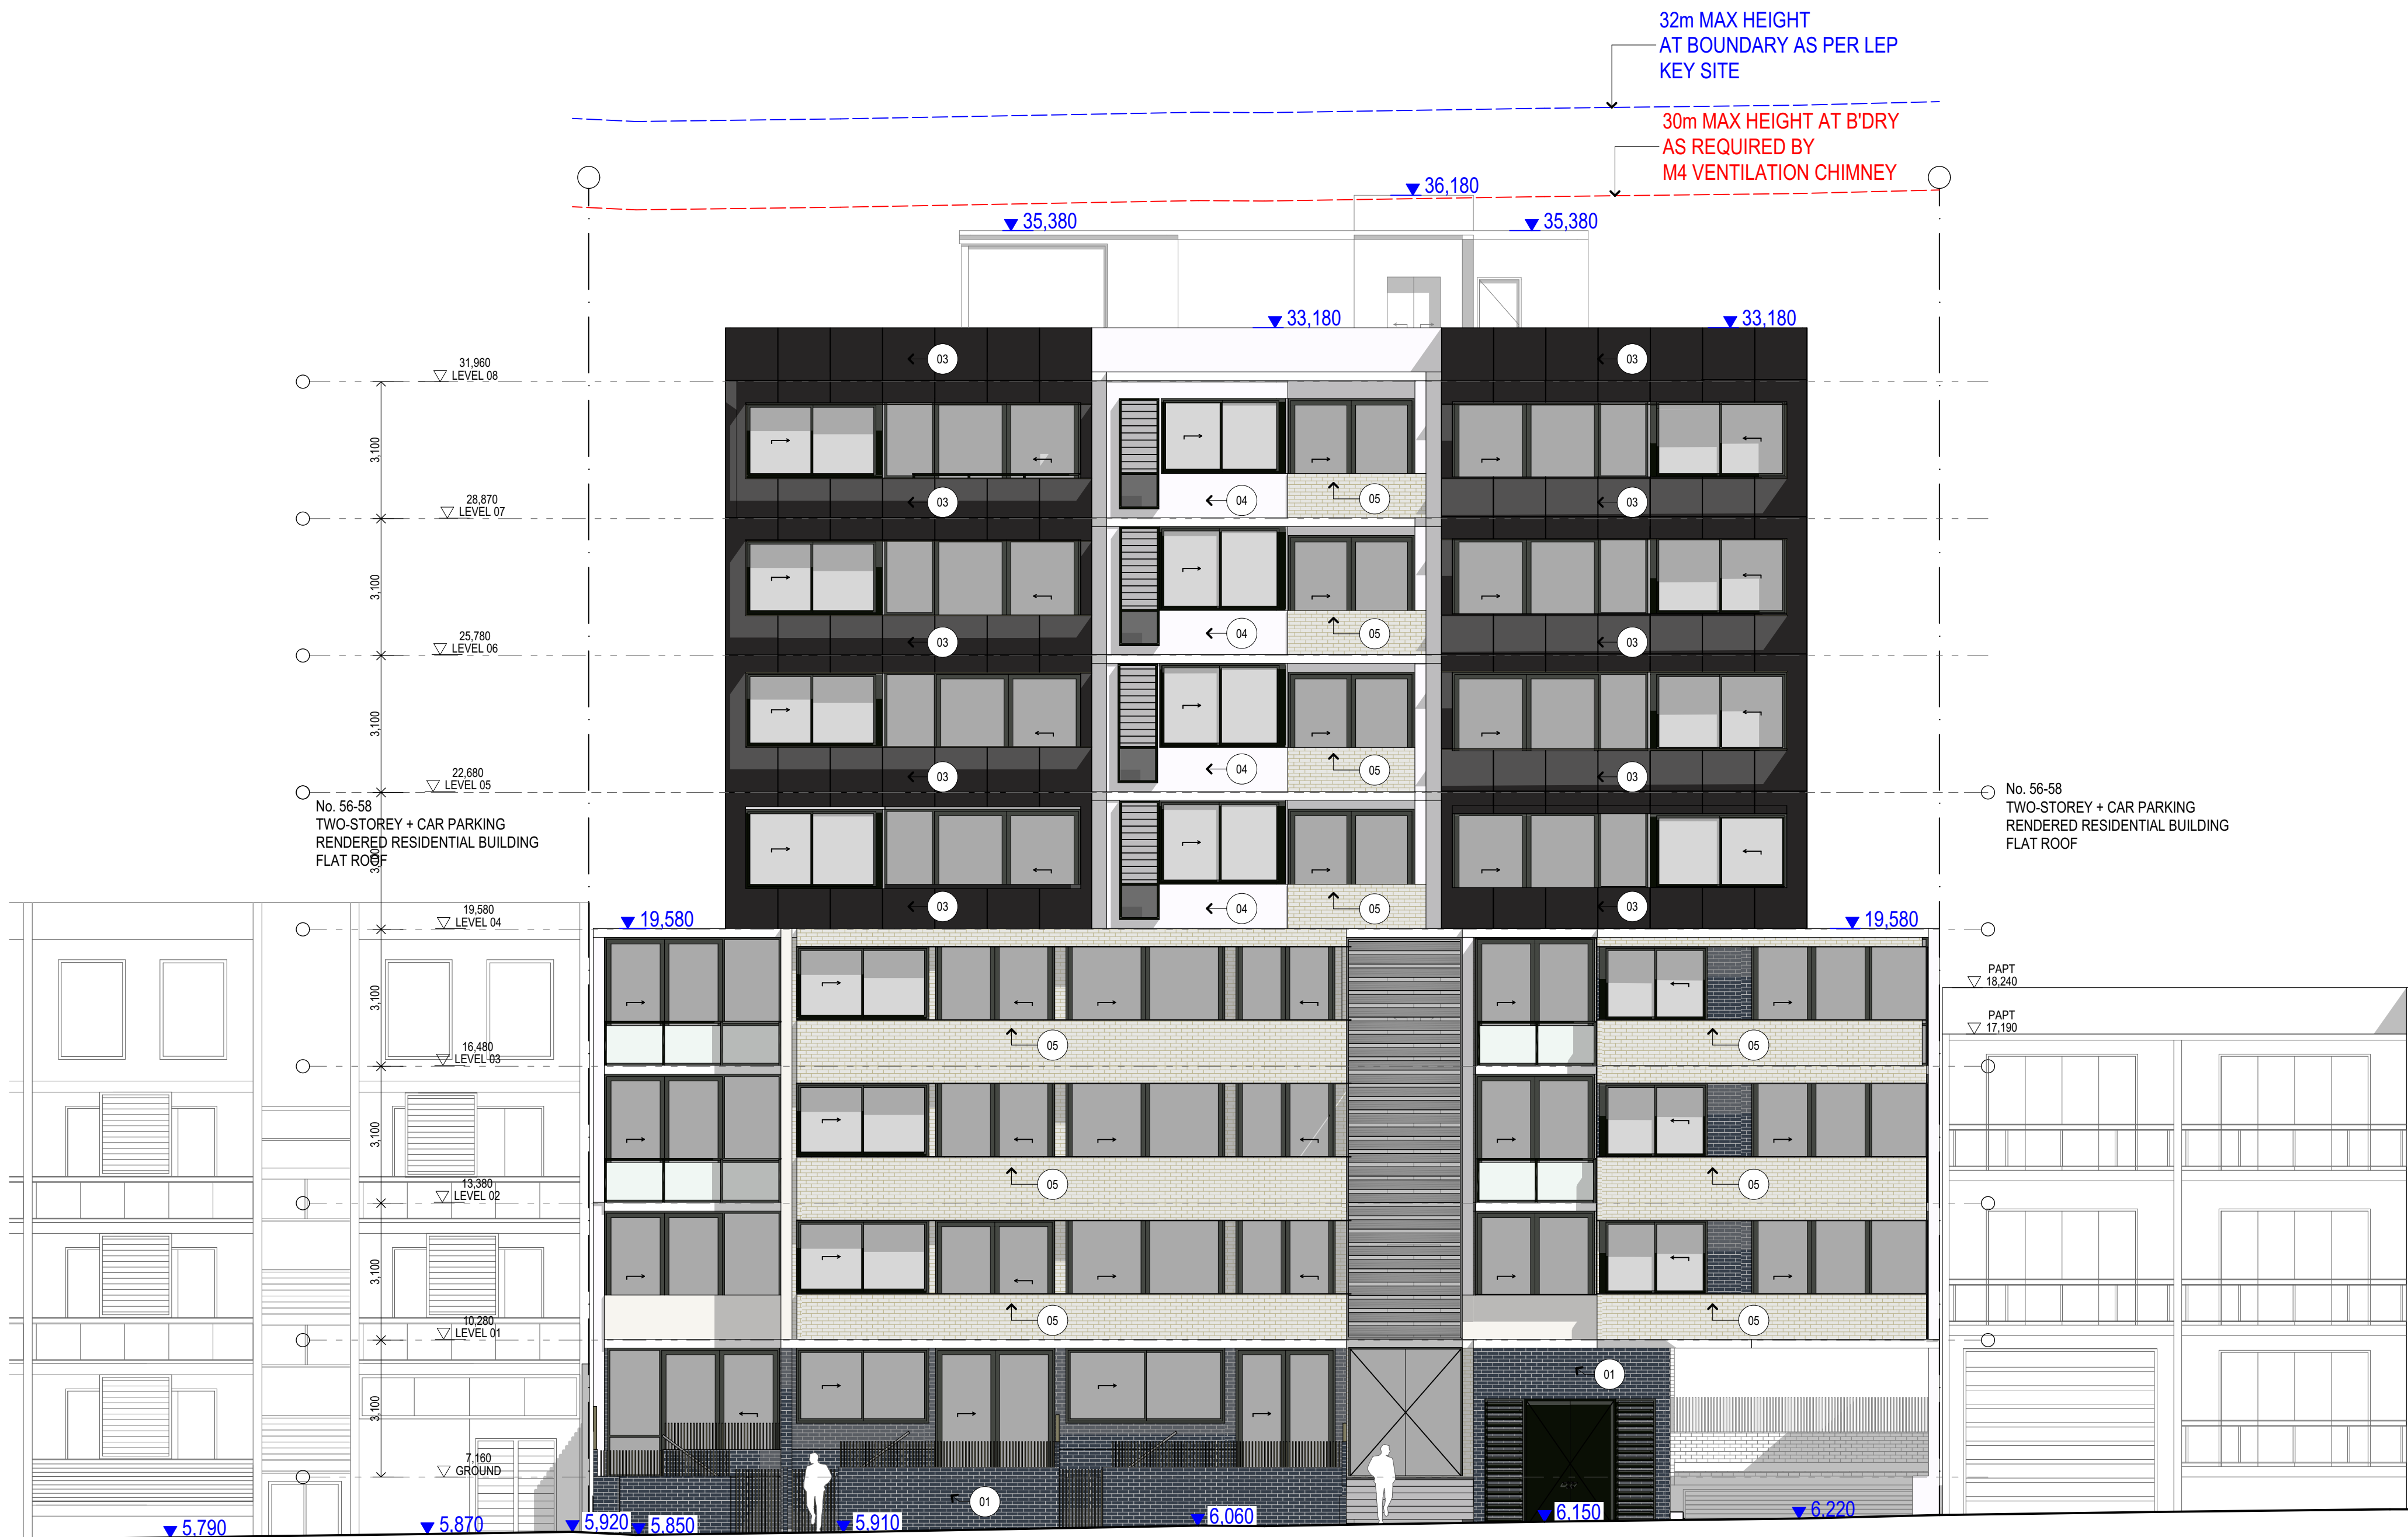 32m MAX HEIGHT
AT BOUNDARY AS PER LEP
KEY SITE
30m MAX HEIGHT AT B'DRY
AS REQUIRED BY
M4 VENTILATION CHIMNEY
36,180
35,380
35,380
33,180
33,180
03
03
31,960
LEVEL 08
3,100
28,870
LEVEL 07
03
04
05
03
3,100
25,780
LEVEL 06
03
04
05
03
3,100
22,680
LEVEL 05
03
04
05
03
No. 56-58
TWO-STOREY + CAR PARKING
RENDERED RESIDENTIAL BUILDING
FLAT ROOF
3,100
No. 56-58
TWO-STOREY + CAR PARKING
RENDERED RESIDENTIAL BUILDING
FLAT ROOF
03
04
05
03
19,580
LEVEL 04
19,580
19,580
PAPT
18,240
PAPT
17,190
3,100
05
05
16,480
LEVEL 03
3,100
05
05
13,380
LEVEL 02
3,100
05
05
10,280
LEVEL 01
01
3,100
7,160
GROUND
01
5,790
5,870
5,920
5,850
5,910
6,060
6,150
6,220